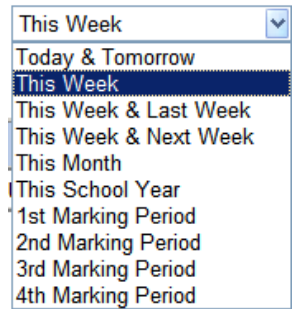 This Week
Today & Tomorrow
This Week
This Week & Last Week
This Week & Next Week
This Month
This School Year
1st Marking Period
2nd Marking Period
3rd Marking Period
4th Marking Period